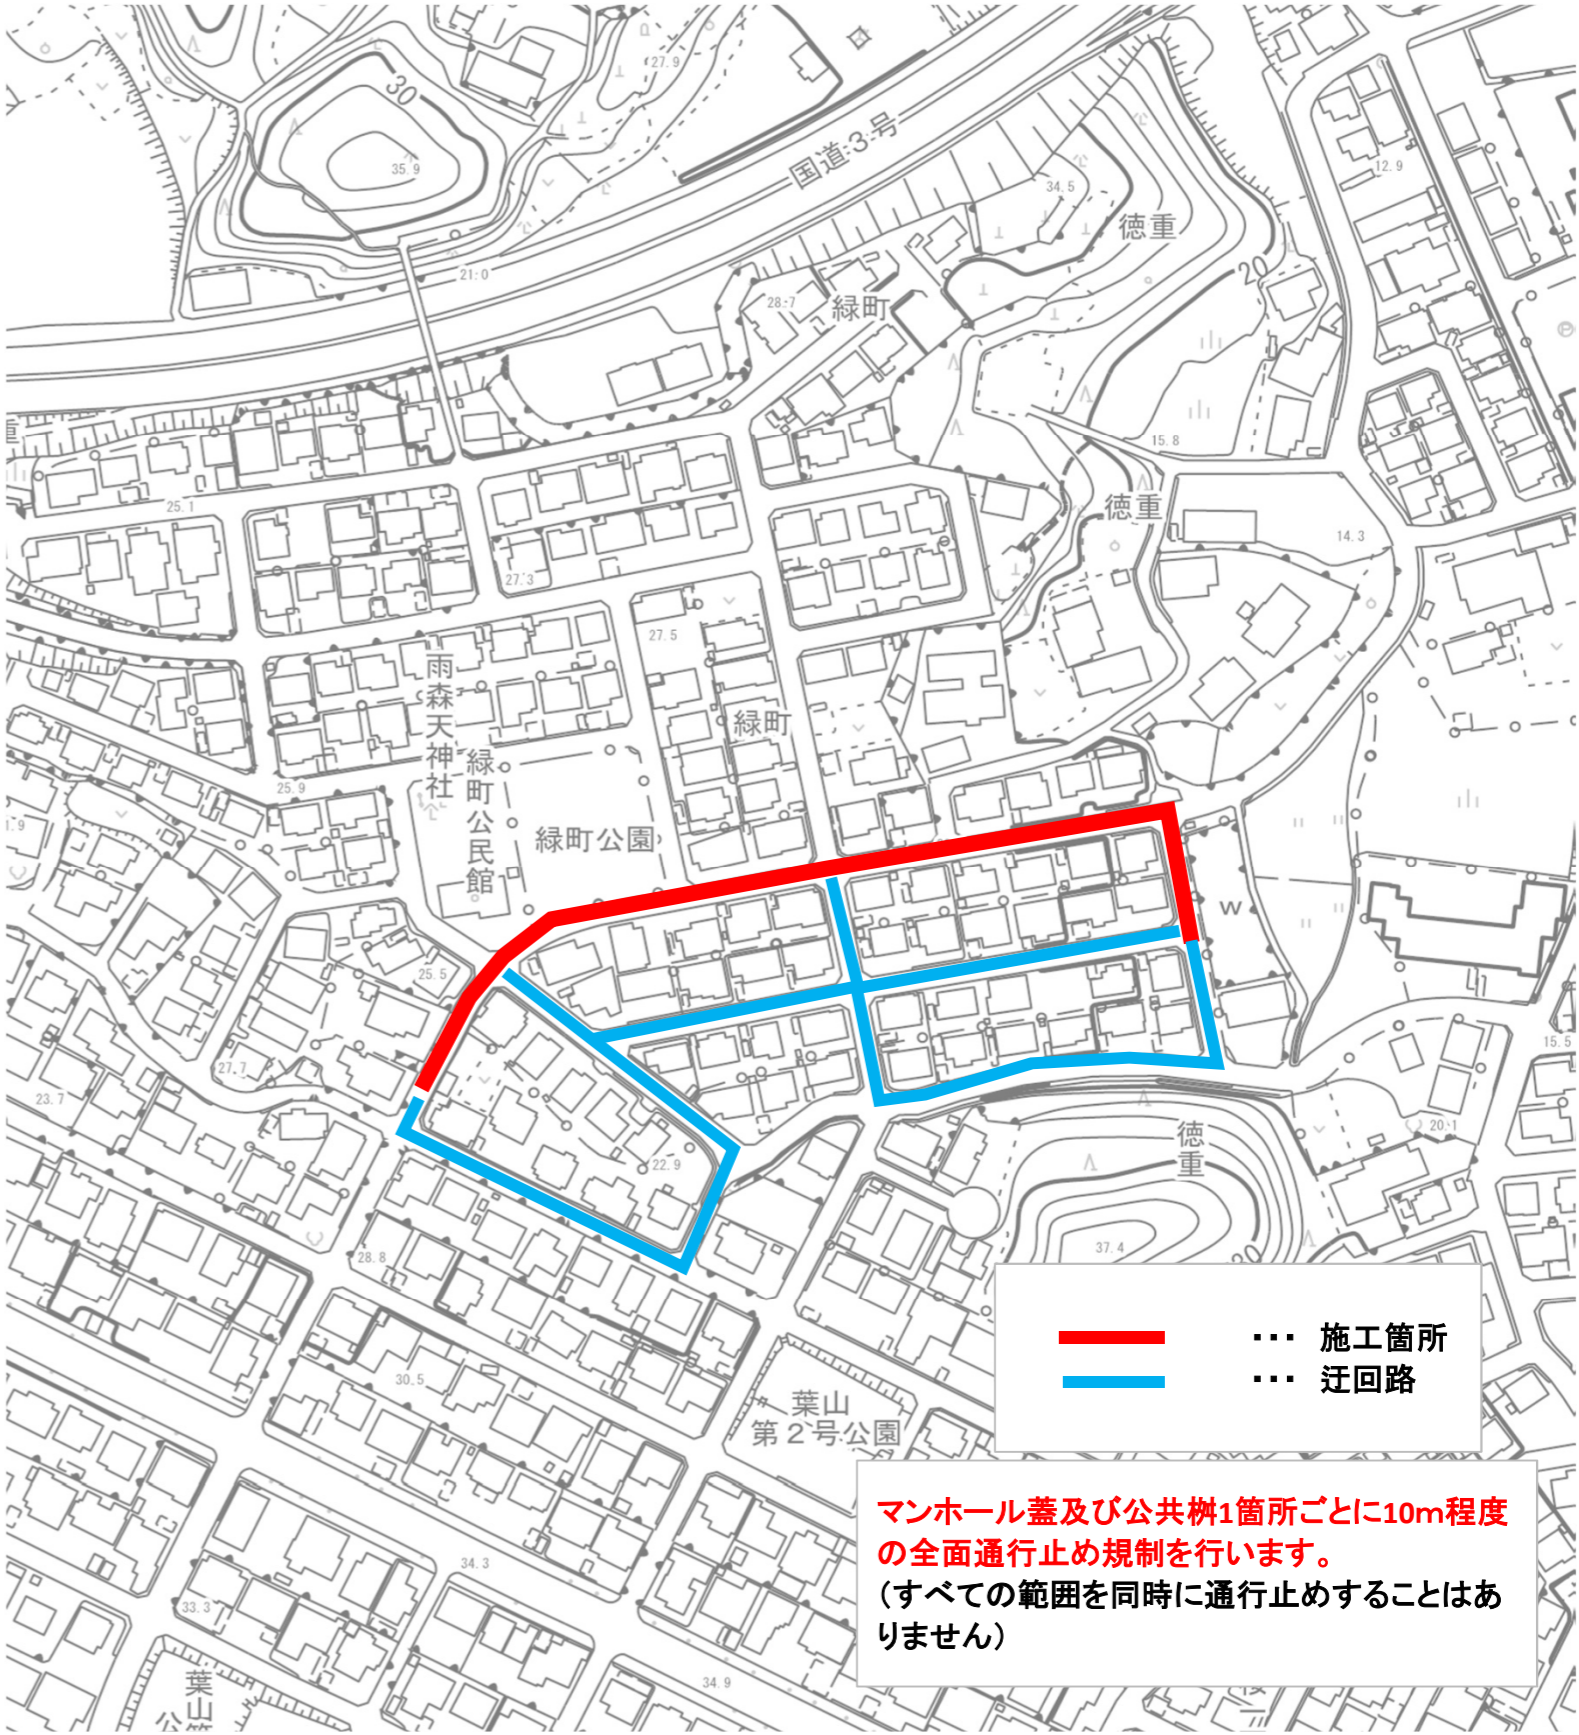 27.9
30
35.9
国道3号
12.9
34.5
徳重
20
21.0
28.7
緑町
重
15.8
25.1
徳重
14.3
27.3
27.5
雨森天神社
緑町
緑町公民館
25.9
1.9
緑町公園
W
25.5
27.7
15.5
23.7
20.1
徳重
22.9
37.4
28.8
施工箇所
迂回路
30.5
葉山
第2号公園
マンホール蓋及び公共桝1箇所ごとに10m程度
の全面通行止め規制を行います。
(すべての範囲を同時に通行止めすることはあ
りません)
34.3
33.3
34.9
葉山
公